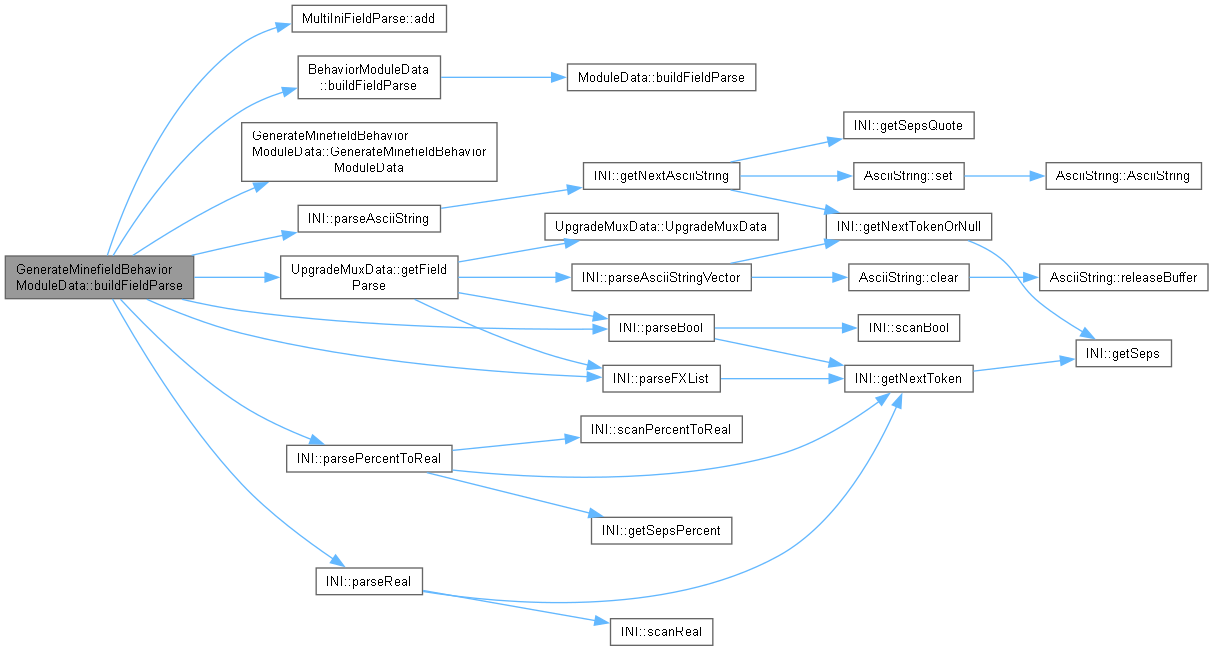 MultiIniFieldParse::add
BehaviorModuleData
::buildFieldParse
ModuleData::buildFieldParse
GenerateMinefieldBehavior
ModuleData::GenerateMinefieldBehavior
ModuleData
INI::parseAsciiString
INI::getNextAsciiString
INI::getSepsQuote
AsciiString::set
AsciiString::AsciiString
GenerateMinefieldBehavior
ModuleData::buildFieldParse
UpgradeMuxData::getField
Parse
UpgradeMuxData::UpgradeMuxData
INI::getNextTokenOrNull
INI::parseAsciiStringVector
AsciiString::clear
AsciiString::releaseBuffer
INI::parseBool
INI::scanBool
INI::getSeps
INI::parseFXList
INI::getNextToken
INI::parsePercentToReal
INI::scanPercentToReal
INI::getSepsPercent
INI::parseReal
INI::scanReal